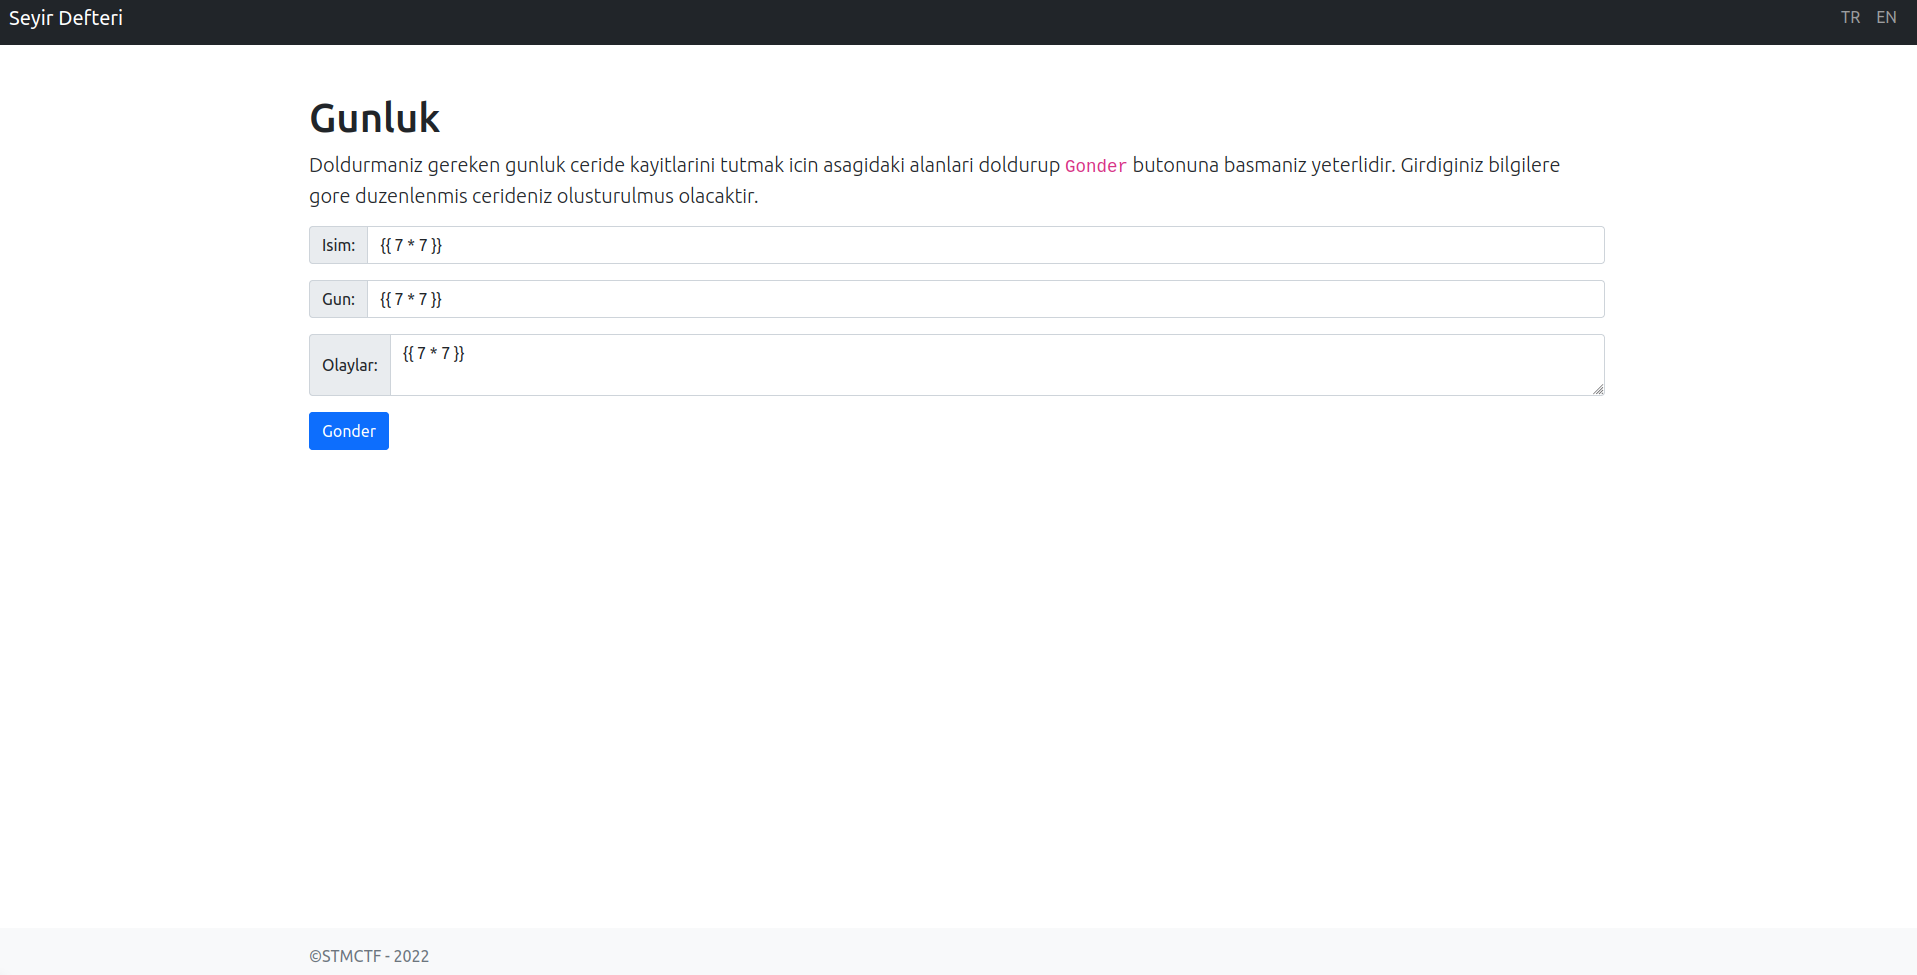 Seyir Defteri TR EN
Gunluk
Doldurmaniz gereken gunluk ceride kayitlarini tutmak icin asagidaki alanlari doldurup Gonder butonuna basmaniz yeterlidir. Girdiginiz bilgilere
gore duzenlenmis cerideniz olusturulmus olacaktir.
Isim: {{ 7 * 7 }}
Gun: {{ 7 * 7 }}
Olaylar: {{ 7 * 7 }}
Gonder
©STMCTF - 2022